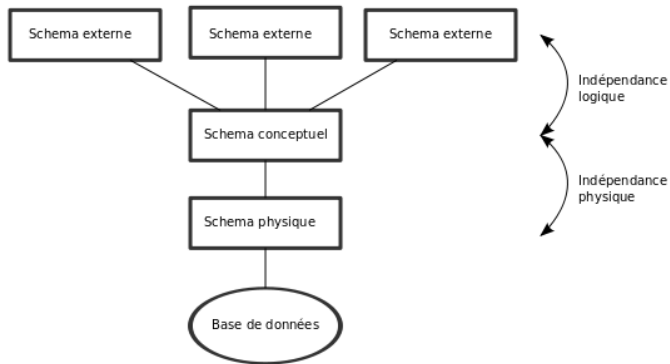 Schema externe
Schema externe
Schema externe
Indépendance
logique
Schema conceptuel
Indépendance
physique
Schema physique
Base de données